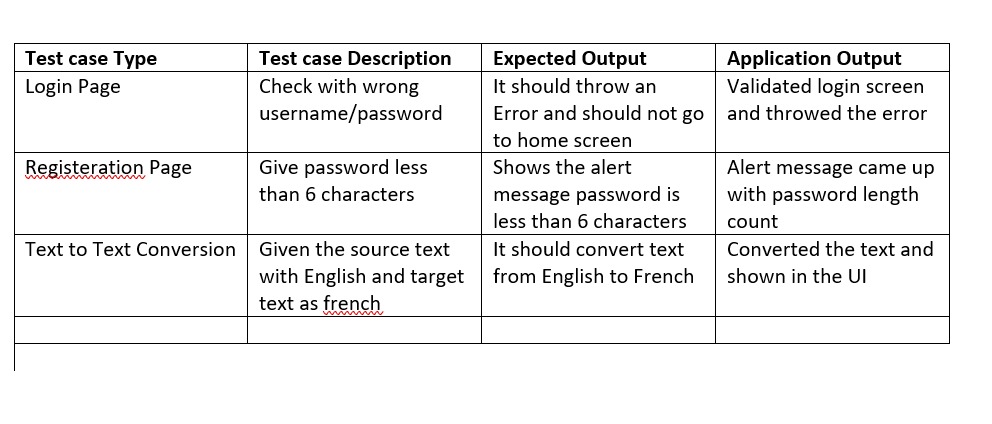 Test case Type
Test case Description
Expected Output
Application Output
Login Page
Check with wrong
username/password
It should throw an
Error and should not go
to home screen
Validated login screen
and throwed the error
Registeration Page
Give password less
than 6 characters
Shows the alert
message password is
less than 6 characters
Alert message came up
with password length
count
Text to Text Conversion
Given the source text
with English and target
text as french
It should convert text
from English to French
Converted the text and
shown in the UI